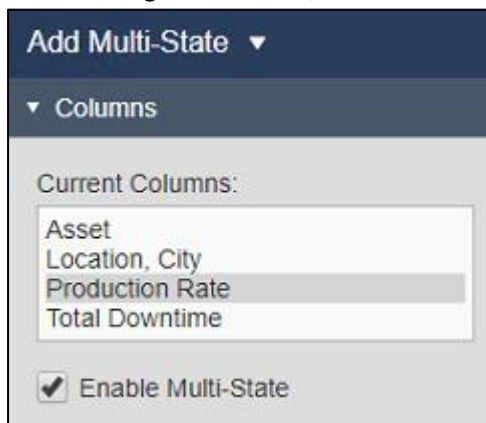 Add Multi-State ▼
▼ Columns
Current Columns:
Asset
Location, City
Production Rate
Total Downtime
Enable Multi-State